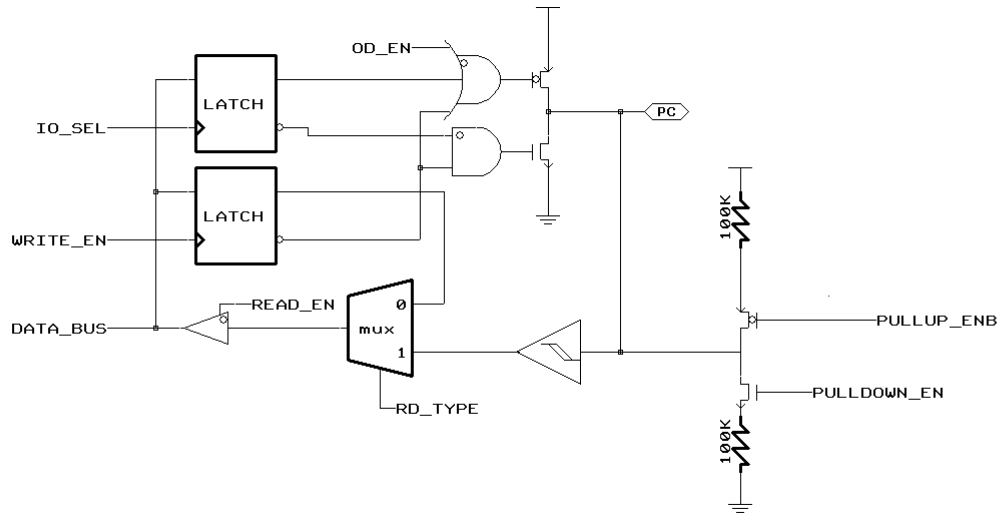 OD_EN
LATCH
PC
IO_SEL
LATCH
100K
WRITE_EN
READ_EN
0
DATA_BUS
mux
PULLUP_ENB
1
PULLDOWN_EN
RD_TYPE
100K